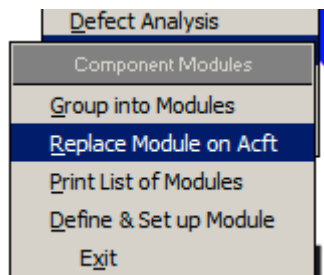 Defect Analysis
Component Modules
Group into Modules
Replace Module on Acft
Print List of Modules
Define & Set up Module
Exit